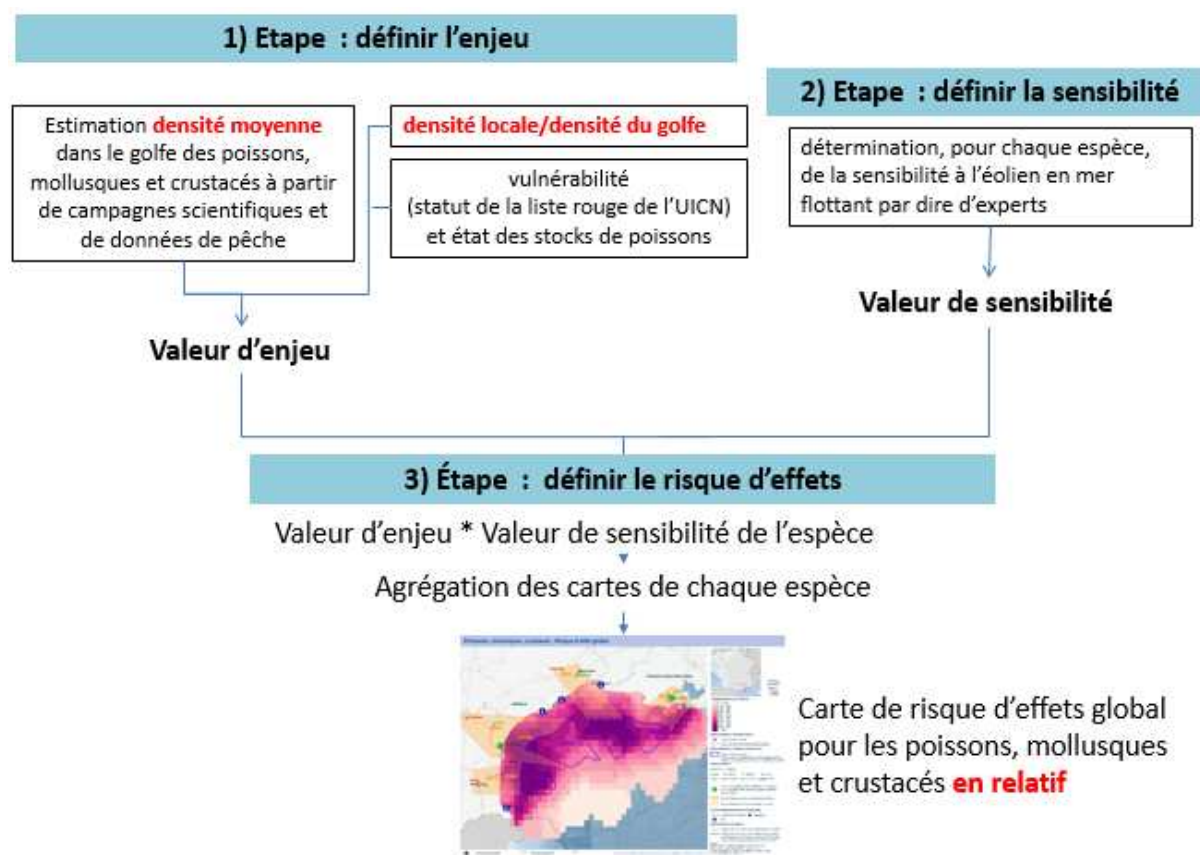 1) Etape : définir l’enjeu
Estimation densité moyenne
dans le golfe des poissons,
mollusques et crustacés à partir
de campagnes scientifiques et
de données de pêche
densité locale/densité du golfe
vulnérabilité
(statut de la liste rouge de l’UICN)
et état des stocks de poissons
Valeur d’enjeu
2) Etape : définir la sensibilité
détermination, pour chaque espèce,
de la sensibilité à l’éolien en mer
flottant par dire d’experts
Valeur de sensibilité
3) Étape : définir le risque d’effets
Valeur d’enjeu * Valeur de sensibilité de l’espèce
Agrégation des cartes de chaque espèce
Carte de risque d’effets global
pour les poissons, mollusques
et crustacés en relatif